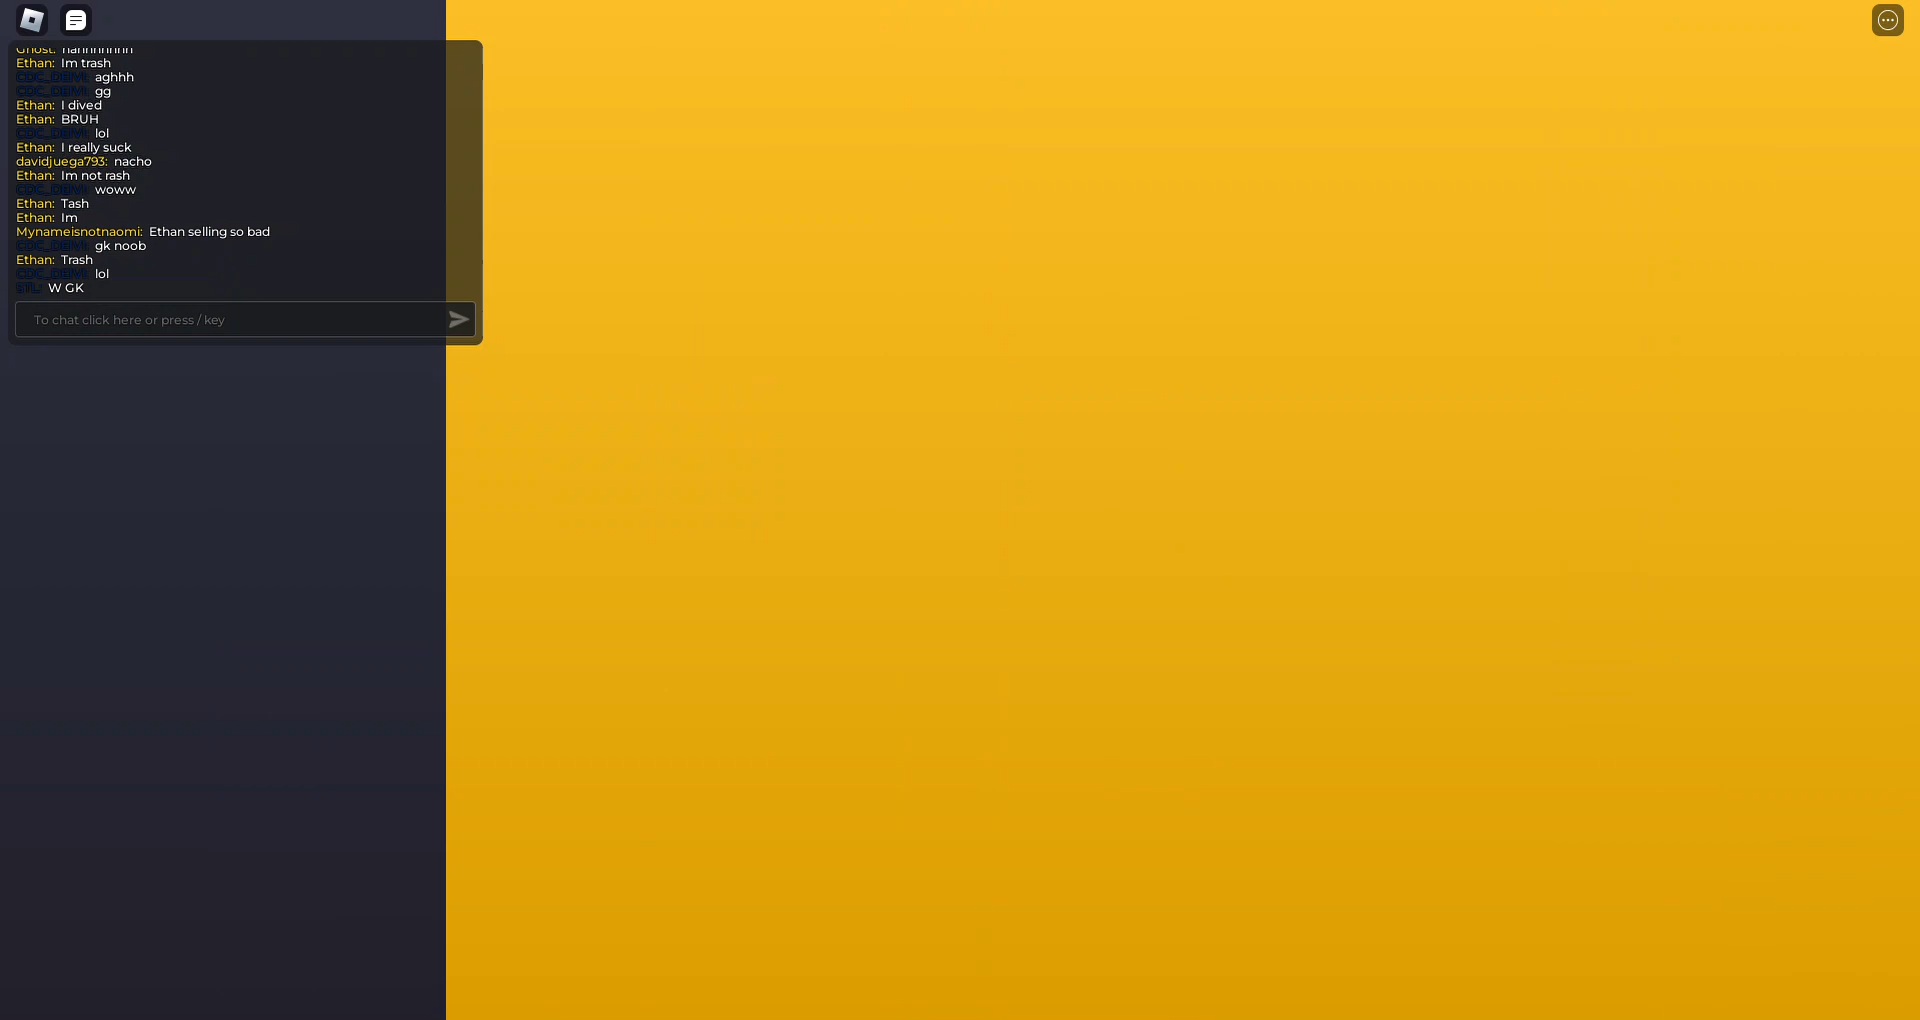 Ghost: nahhhhhhh
Ethan: Im trash
aghhh
gg
Ethan: I dived
Ethan: BRUH
lol
Ethan: I really suck
davidjuega793: nacho
Ethan: Im not rash
woww
Ethan: Tash
Ethan: Im
Mynameisnotnaomi: Ethan selling so bad
gk noob
Ethan: Trash
lol
W GK
To chat click here or press / key